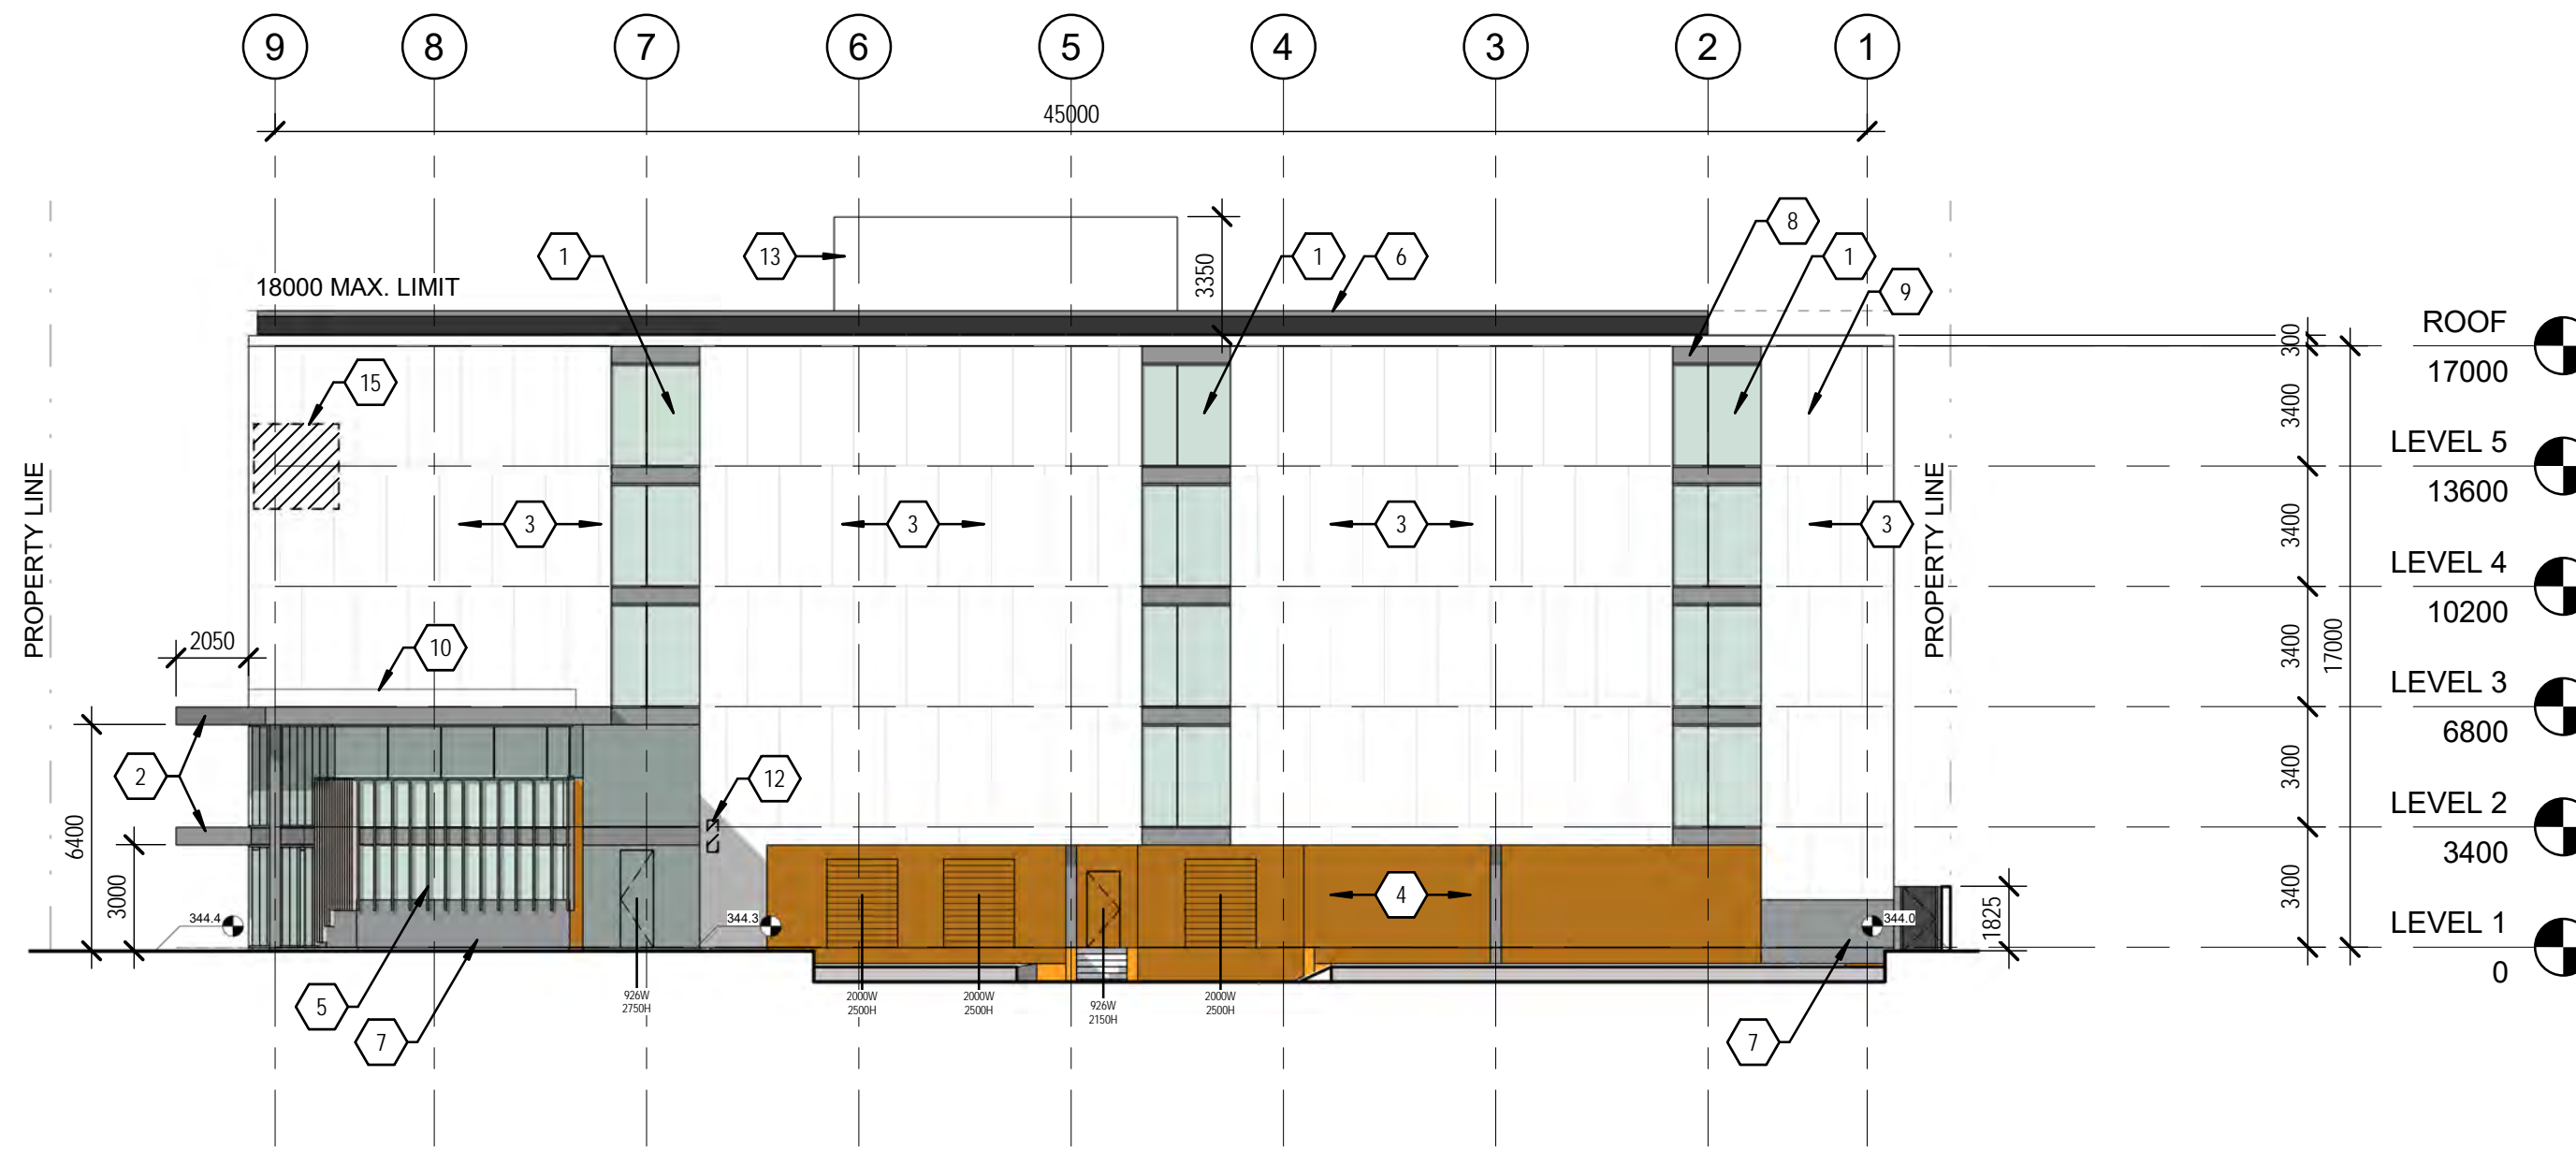 9 8 7 6 5 4 3 2 1
45000
8
1 13 1 6 1
3350
9
18000 MAX. LIMIT
ROOF
300
17000
15
3400
LEVEL 5
13600
PROPERTY LINE
3 3 3 3
PROPERTY LINE
3400
LEVEL 4
10200
2050
10
3400
17000
LEVEL 3
6800
2
12
3400
6400
LEVEL 2
3400
3000
4
3400
1825
344.4
344.3
344.0
LEVEL 1
0
5
7
7
926W
2750H
2000W
2500H
2000W
2500H
926W
2150H
2000W
2500H